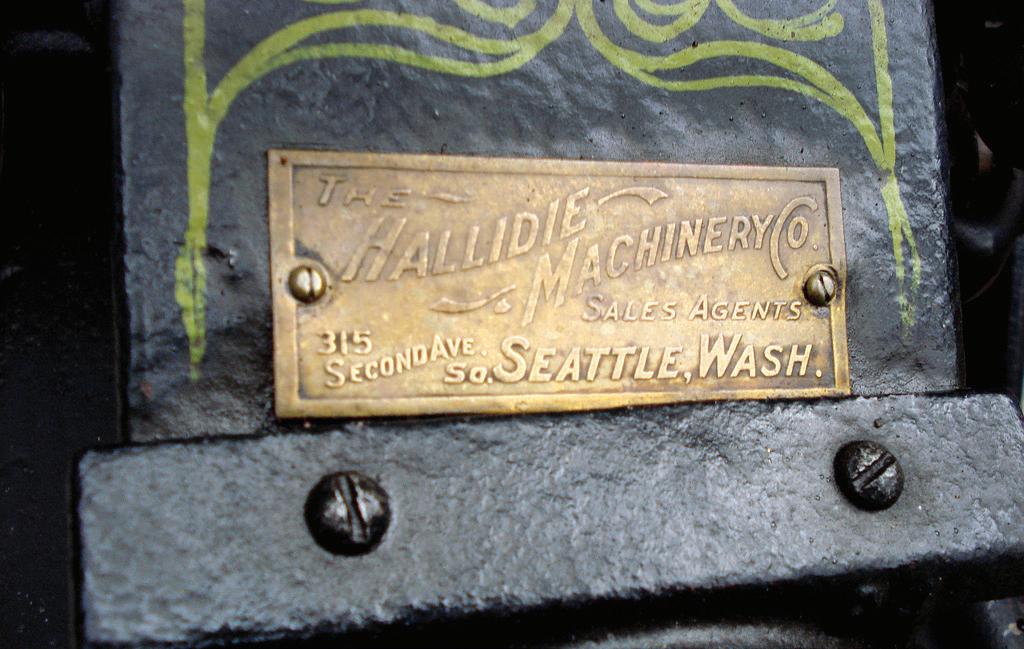 THE
HALLIDIE
MACHINERY CO.
SALES AGENTS
315
SECOND AVE.
SO. SEATTLE, WASH.